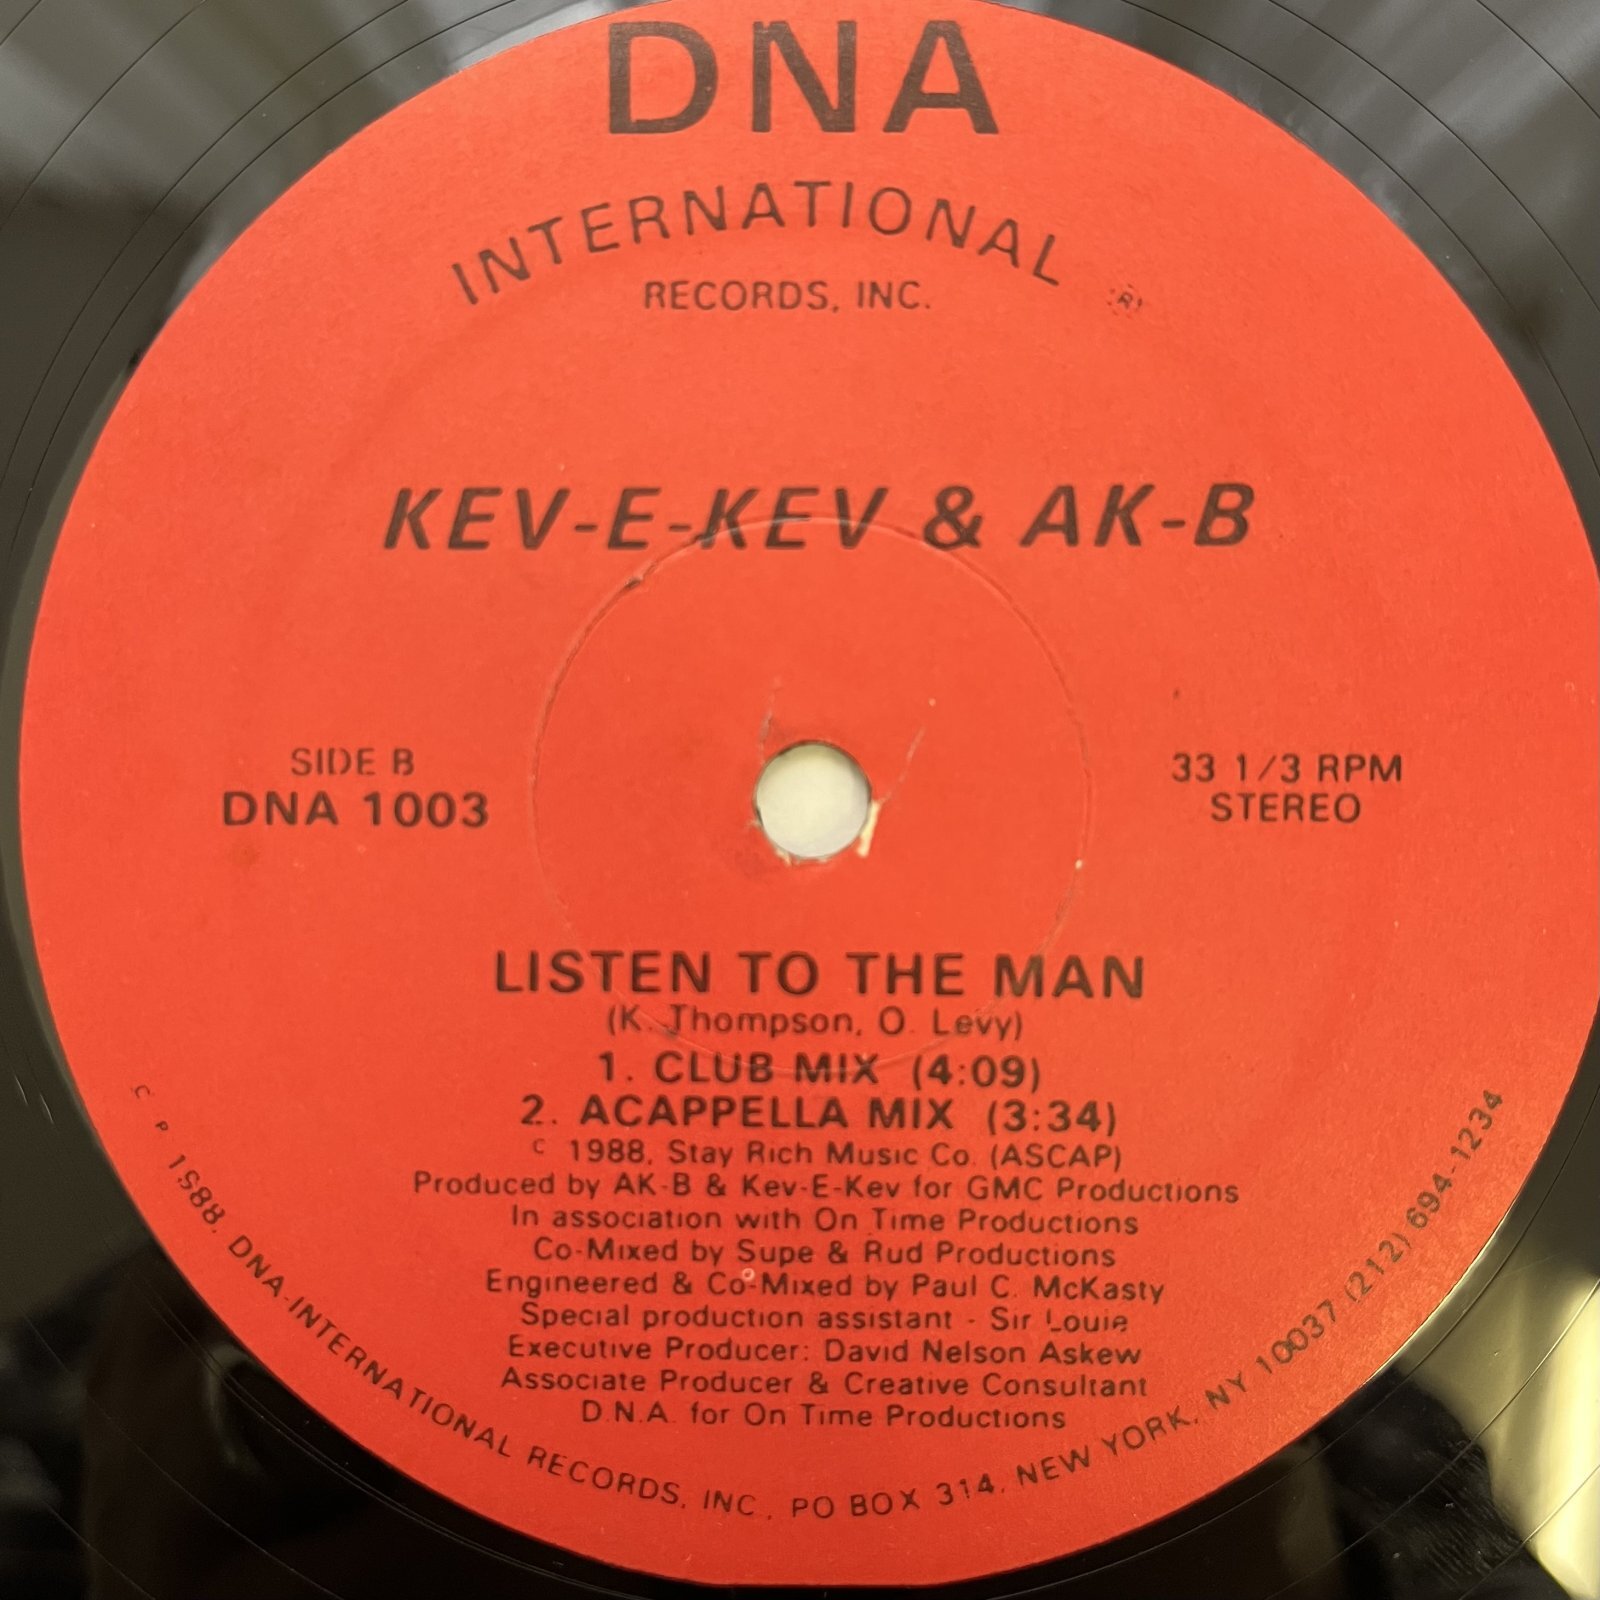 DNA
INTERNATIONAL ®
RECORDS, INC.
KEV-E-KEV & AK-B
SIDE B
DNA 1003
33 1/3 RPM
STEREO
LISTEN TO THE MAN
(K. Thompson, O. Levy)
1. CLUB MIX (4:09)
2. ACAPPELLA MIX (3:34)
C 1988, Stay Rich Music Co. (ASCAP)
Produced by AK-B & Kev-E-Kev for GMC Productions
In association with On Time Productions
Co-Mixed by Supe & Rud Productions
Engineered & Co-Mixed by Paul C. McKasty
Special production assistant - Sir Louie
Executive Producer: David Nelson Askew
Associate Producer & Creative Consultant
D.N.A. for On Time Productions
C P 1988, DNA-INTERNATIONAL RECORDS, INC., PO BOX 314, NEW YORK, NY 10037 (212) 694-1234